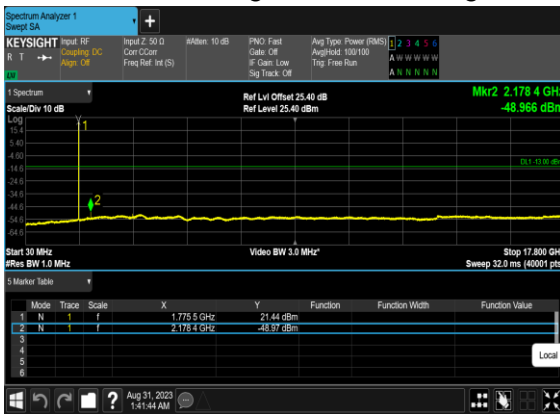 Spectrum Analyzer 1
Swept SA
+
KEYSIGHT Input: RF Input Z: 50 Ω #Atten: 10 dB PNO: Fast Avg Type: Power (RMS) 1 2 3 4 5 6
R T Coupling: DC Corr CCorr Gate: Off Avg|Hold: 100/100 A W W W W W
Align: Off Freq Ref: Int (S) IF Gain: Low Trig: Free Run
LV Sig Track: Off A N N N N N
1 Spectrum Ref Lvl Offset 25.40 dB Mkr2 2.178 4 GHz
Scale/Div 10 dB Ref Level 25.40 dBm -48.966 dBm
Log
15.4 1
5.40
-4.60
-14.6 DL1 -13.00 dBm
-24.6
-34.6
-44.6 2
-54.6
-64.6
Start 30 MHz Video BW 3.0 MHz* Stop 17.800 GH
#Res BW 1.0 MHz Sweep 32.0 ms (40001 pts
5 Marker Table
Mode Trace Scale X Y Function Function Width Function Value
1 N 1 f 1.775 5 GHz 21.44 dBm
2 N 1 f 2.178 4 GHz -48.97 dBm
3
4
5 Local
6
? Aug 31, 2023
1:41:44 AM